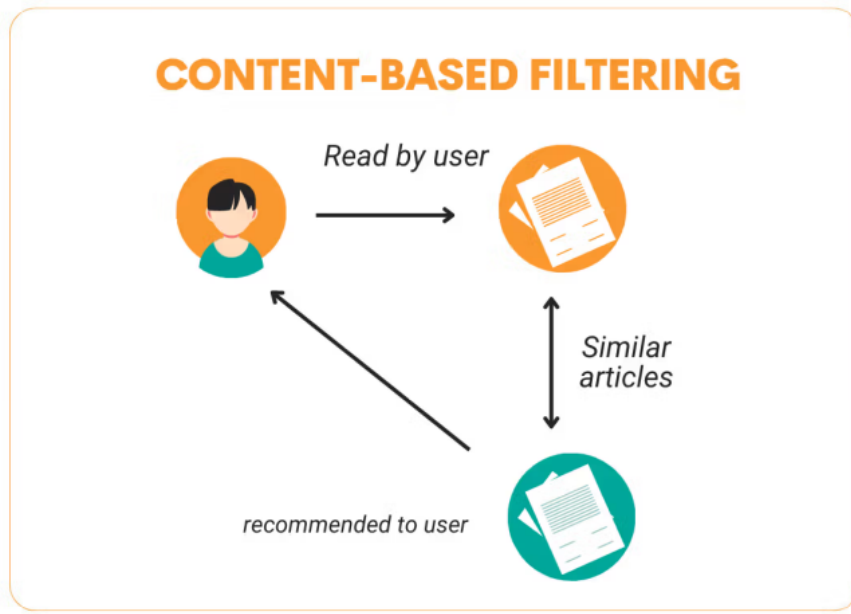 CONTENT-BASED FILTERING
Read by user
Similar
articles
recommended to user